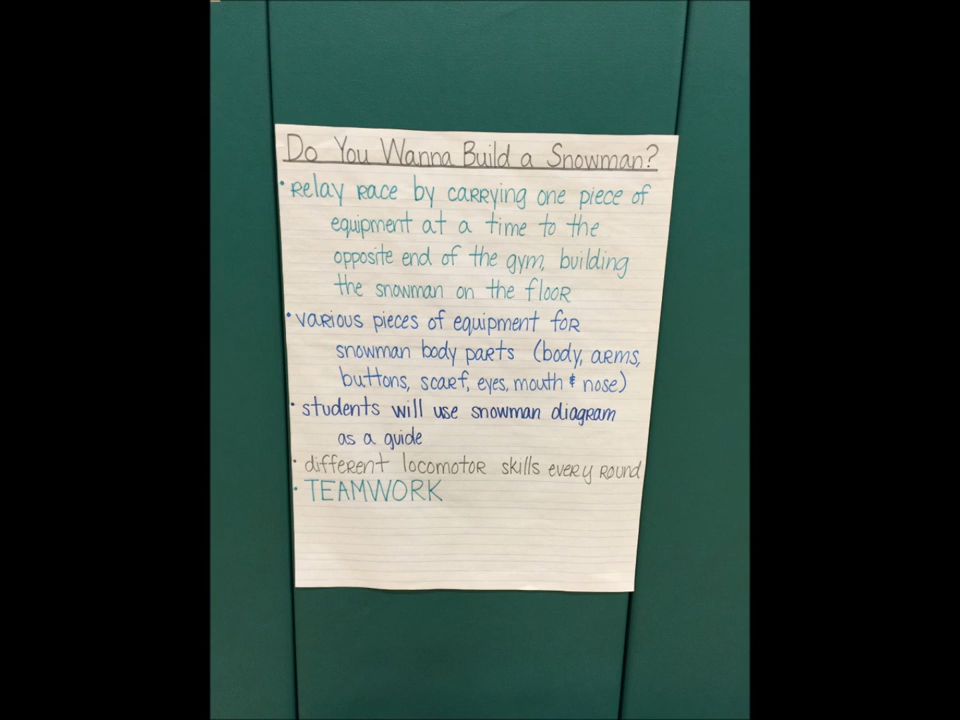 Do You Wanna Build a Snowman?
• Relay Race by carrying one piece of
equipment at a time to the
opposite end of the gym, building
the snowman on the floor
• various pieces of equipment for
snowman body parts (body, arms,
buttons, scarf, eyes, mouth & nose)
• students will use snowman diagram
as a guide
• different locomotor skills every round
• TEAMWORK